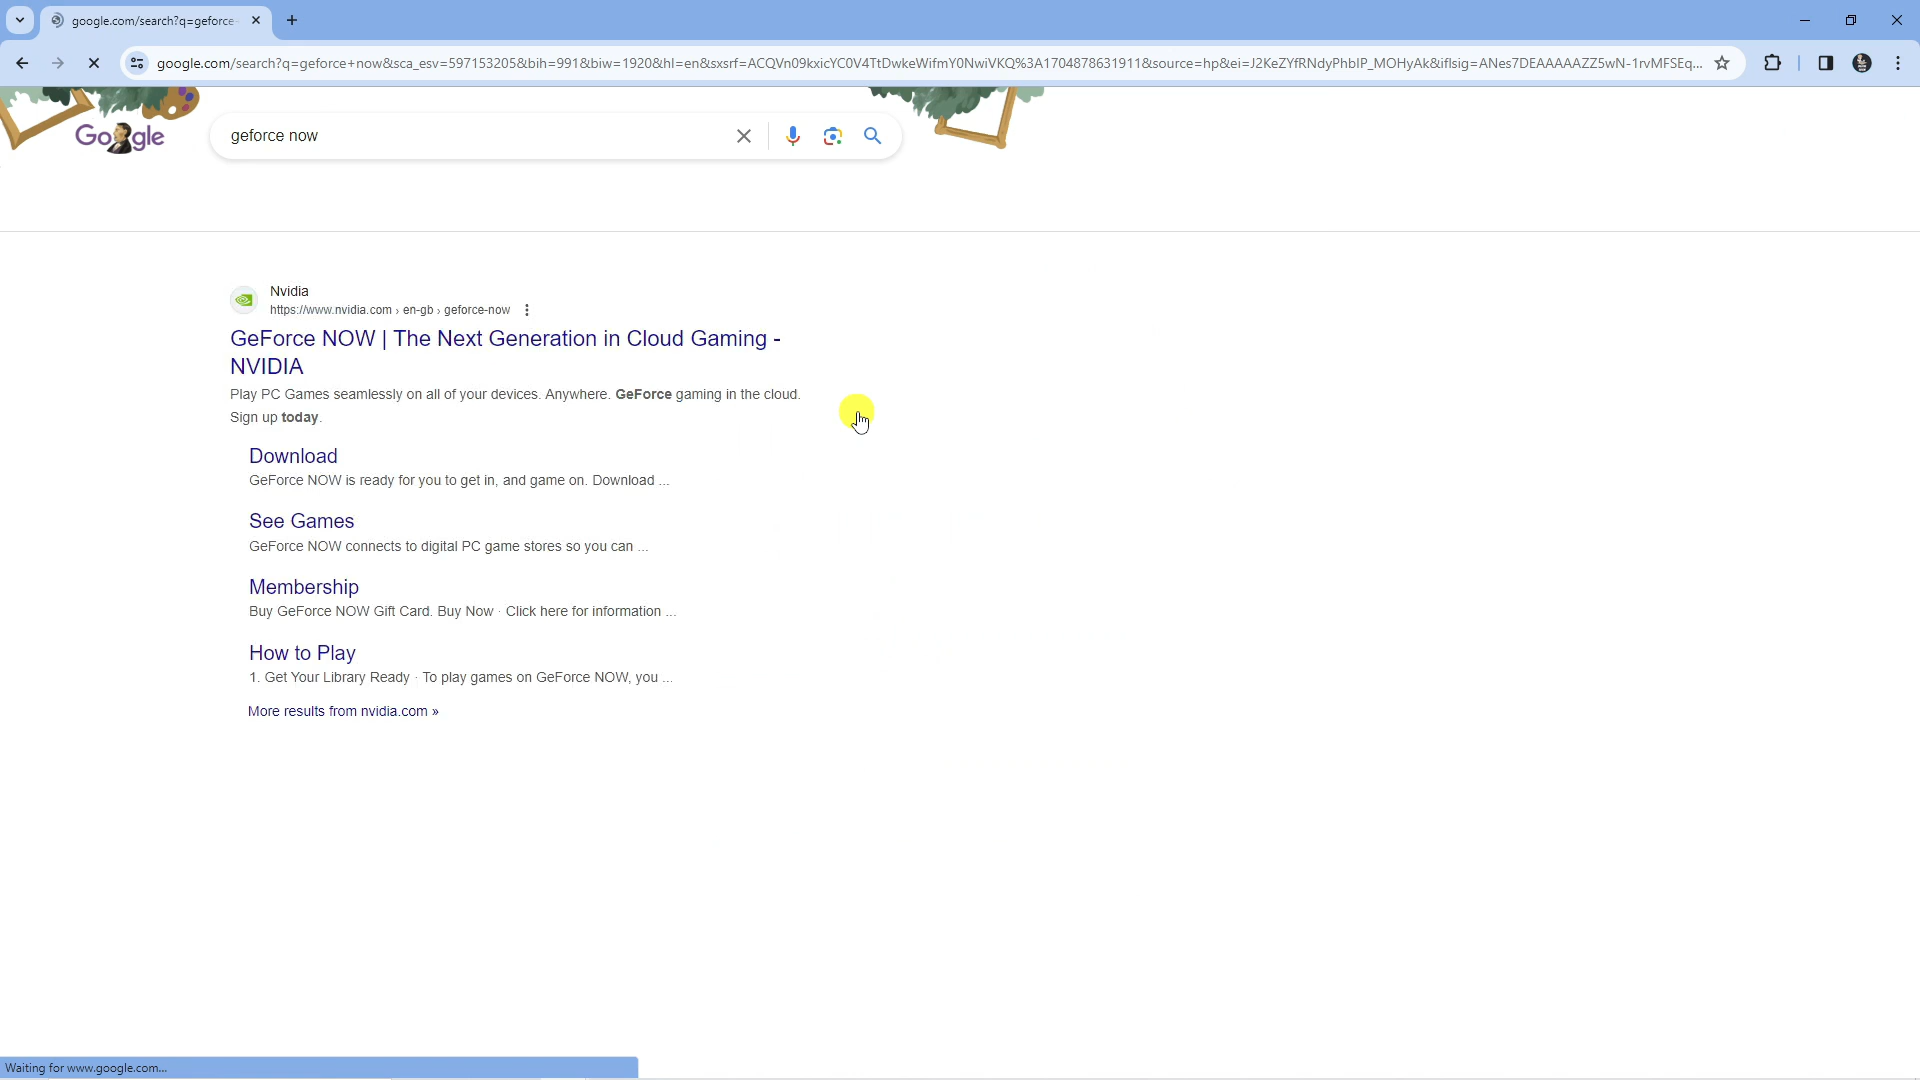 google.com/search?q=geforce-
google.com/search?q=geforce+now&sca_esv=597153205&bih=991&biw=1920&hl=en&sxsrf=ACQVn09kxicYC0V4TtDwkeWifmY0NwiVKQ%3A1704878631911&source=hp&ei=J2KeZYfRNdyPhbIP_MOHyAk&iflsig=ANes7DEAAAAAZZ5wN-1rvMFSEq...
Google
geforce now
Nvidia
https://www.nvidia.com › en-gb › geforce-now
GeForce NOW | The Next Generation in Cloud Gaming -
NVIDIA
Play PC Games seamlessly on all of your devices. Anywhere. GeForce gaming in the cloud.
Sign up today.
Download
GeForce NOW is ready for you to get in, and game on. Download ...
See Games
GeForce NOW connects to digital PC game stores so you can ...
Membership
Buy GeForce NOW Gift Card. Buy Now · Click here for information ...
How to Play
1. Get Your Library Ready · To play games on GeForce NOW, you ...
More results from nvidia.com »
Waiting for www.google.com...